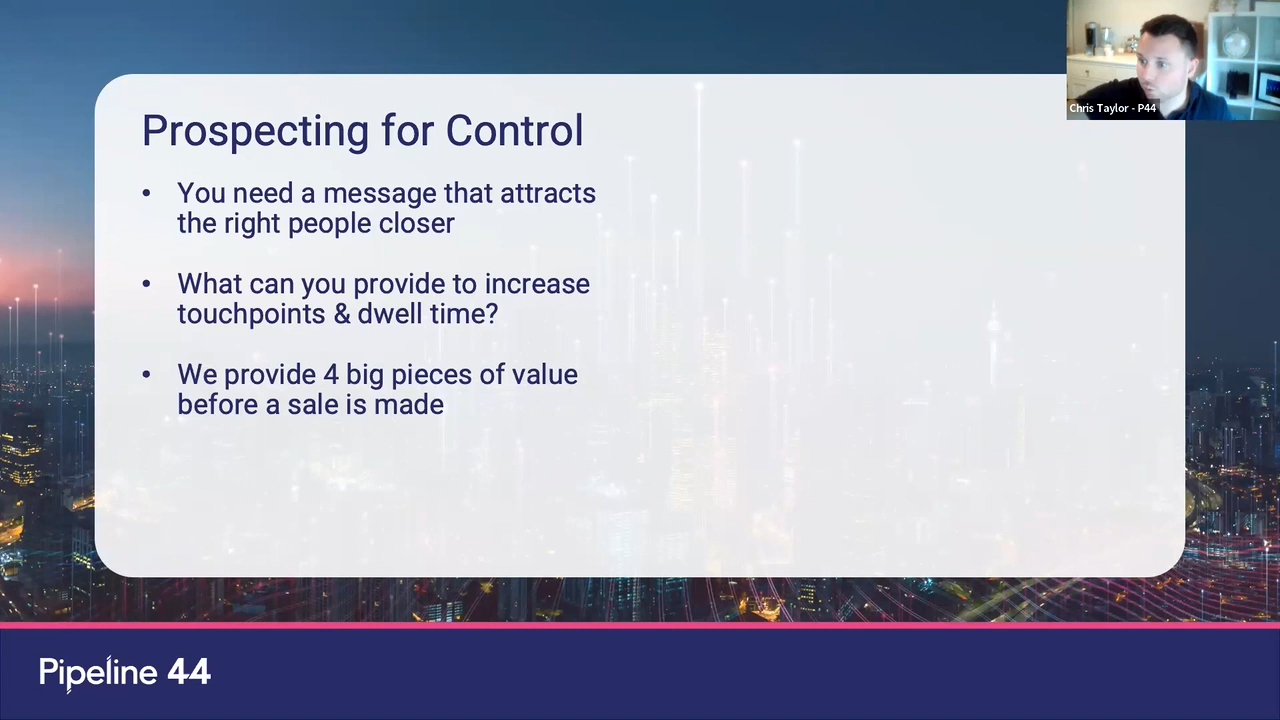 Chris Taylor - P44
Prospecting for Control
• You need a message that attracts
the right people closer
• What can you provide to increase
touchpoints & dwell time?
• We provide 4 big pieces of value
before a sale is made
Pipeline 44